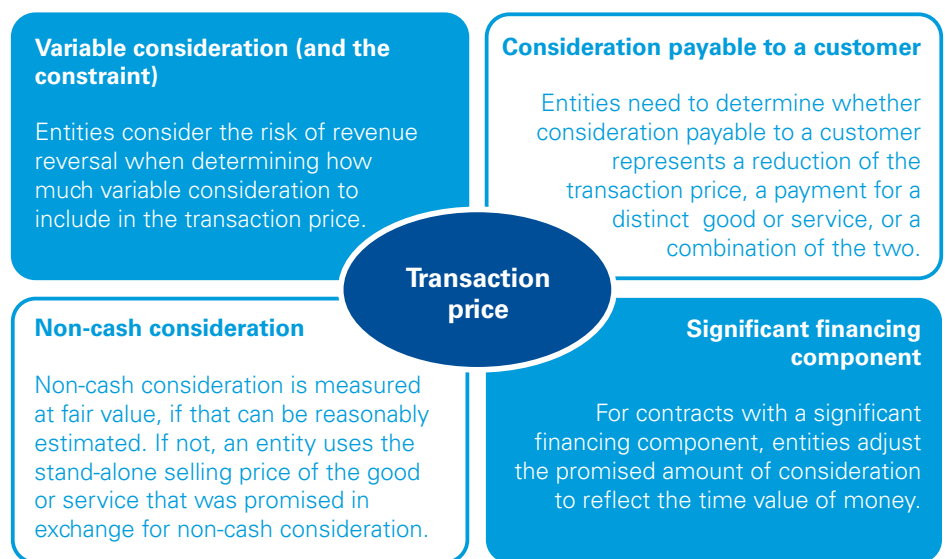 Variable consideration (and the
constraint)
Entities consider the risk of revenue
reversal when determining how
much variable consideration to
include in the transaction price.
Consideration payable to a customer
Entities need to determine whether
consideration payable to a customer
represents a reduction of the
transaction price, a payment for a
distinct good or service, or a
combination of the two.
Transaction
price
Non-cash consideration
Non-cash consideration is measured
at fair value, if that can be reasonably
estimated. If not, an entity uses the
stand-alone selling price of the good
or service that was promised in
exchange for non-cash consideration.
Significant financing
component
For contracts with a significant
financing component, entities adjust
the promised amount of consideration
to reflect the time value of money.